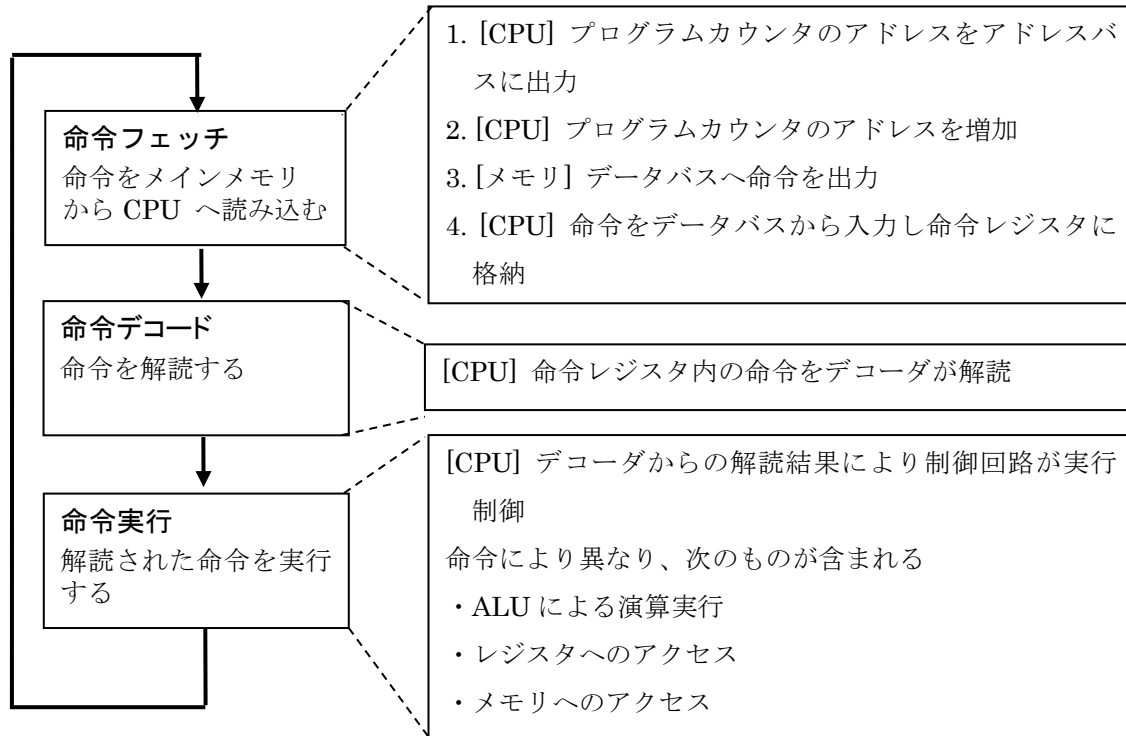 命令フェッチ
命令をメインメモリ
から CPU へ読み込む
1. [CPU] プログラムカウンタのアドレスをアドレスバ
スに出力
2. [CPU] プログラムカウンタのアドレスを増加
3. [メモリ] データバスへ命令を出力
4. [CPU] 命令をデータバスから入力し命令レジスタに
格納
命令デコード
命令を解読する
[CPU] 命令レジスタ内の命令をデコーダが解読
命令実行
解読された命令を実行
する
[CPU] デコーダからの解読結果により制御回路が実行
制御
命令により異なり、次のものが含まれる
・ALU による演算実行
・レジスタへのアクセス
・メモリへのアクセス